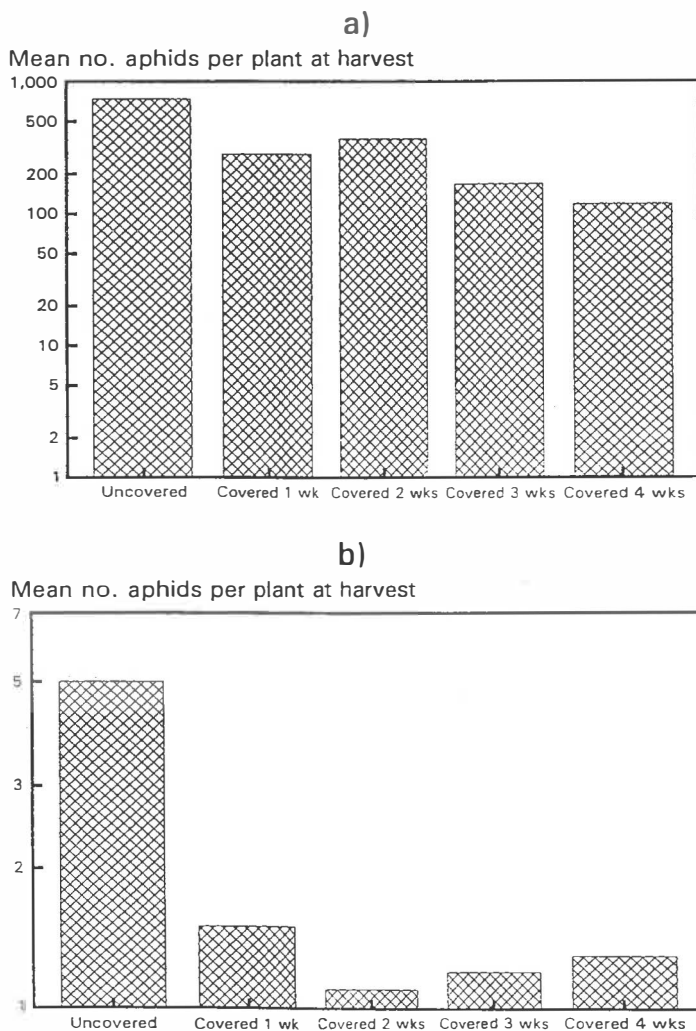 a)
Mean no. aphids per plant at harvest
1,000
500
200
100
50
20
10
5
2
1
Uncovered Covered 1 wk Covered 2 wks Covered 3 wks Covered 4 wks
b)
Mean no. aphids per plant at harvest
7
5
3
2
1
Uncovered Covered 1 wk Covered 2 wks Covered 3 wks Covered 4 wks